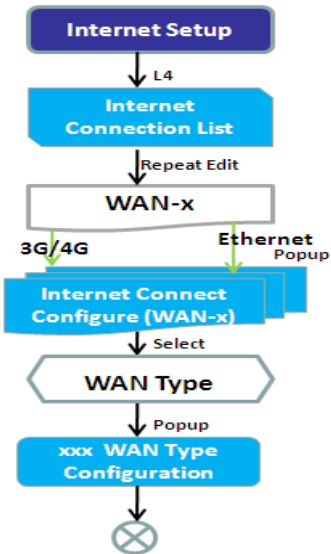 Internet Setup
L4
Internet
Connection List
Repeat Edit
WAN-x
3G/4G
Ethernet
Popup
Internet Connect
Configure (WAN-x)
Select
WAN Type
Popup
xxx WAN Type
Configuration